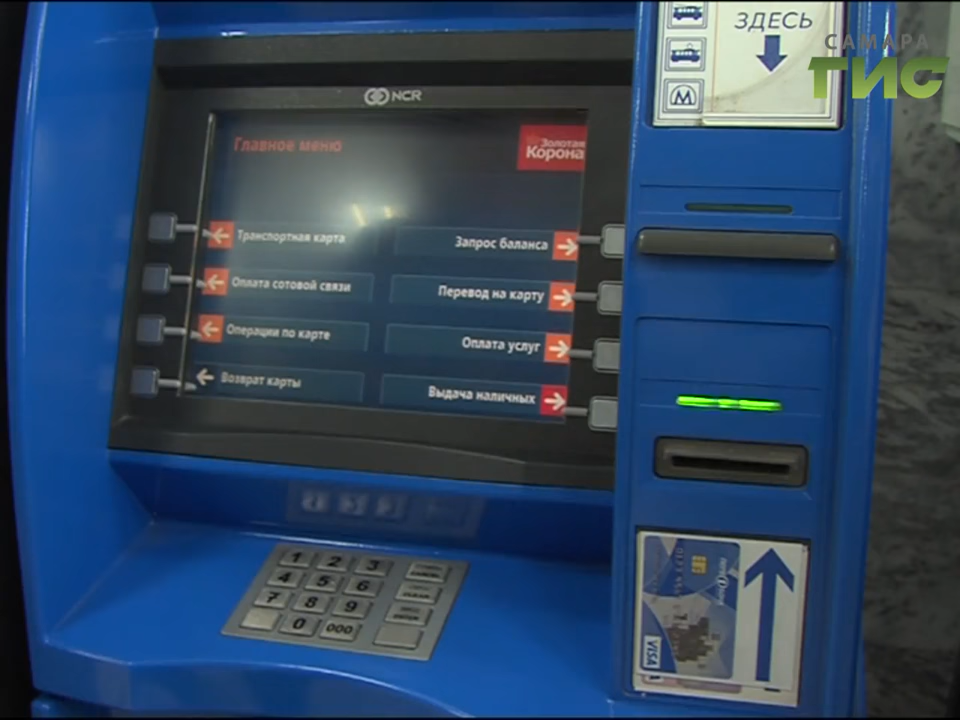 ЗДЕСЬ
САМАРА
ТИС
М
NCR
Главное меню
Золотая
Корона
Транспортная карта
Запрос баланса
Оплата сотовой связи
Перевод на карту
Операции по карте
Оплата услуг
Возврат карты
Выдача наличных
1 2 3
4 5 6
7 8 9
0 000
VISA